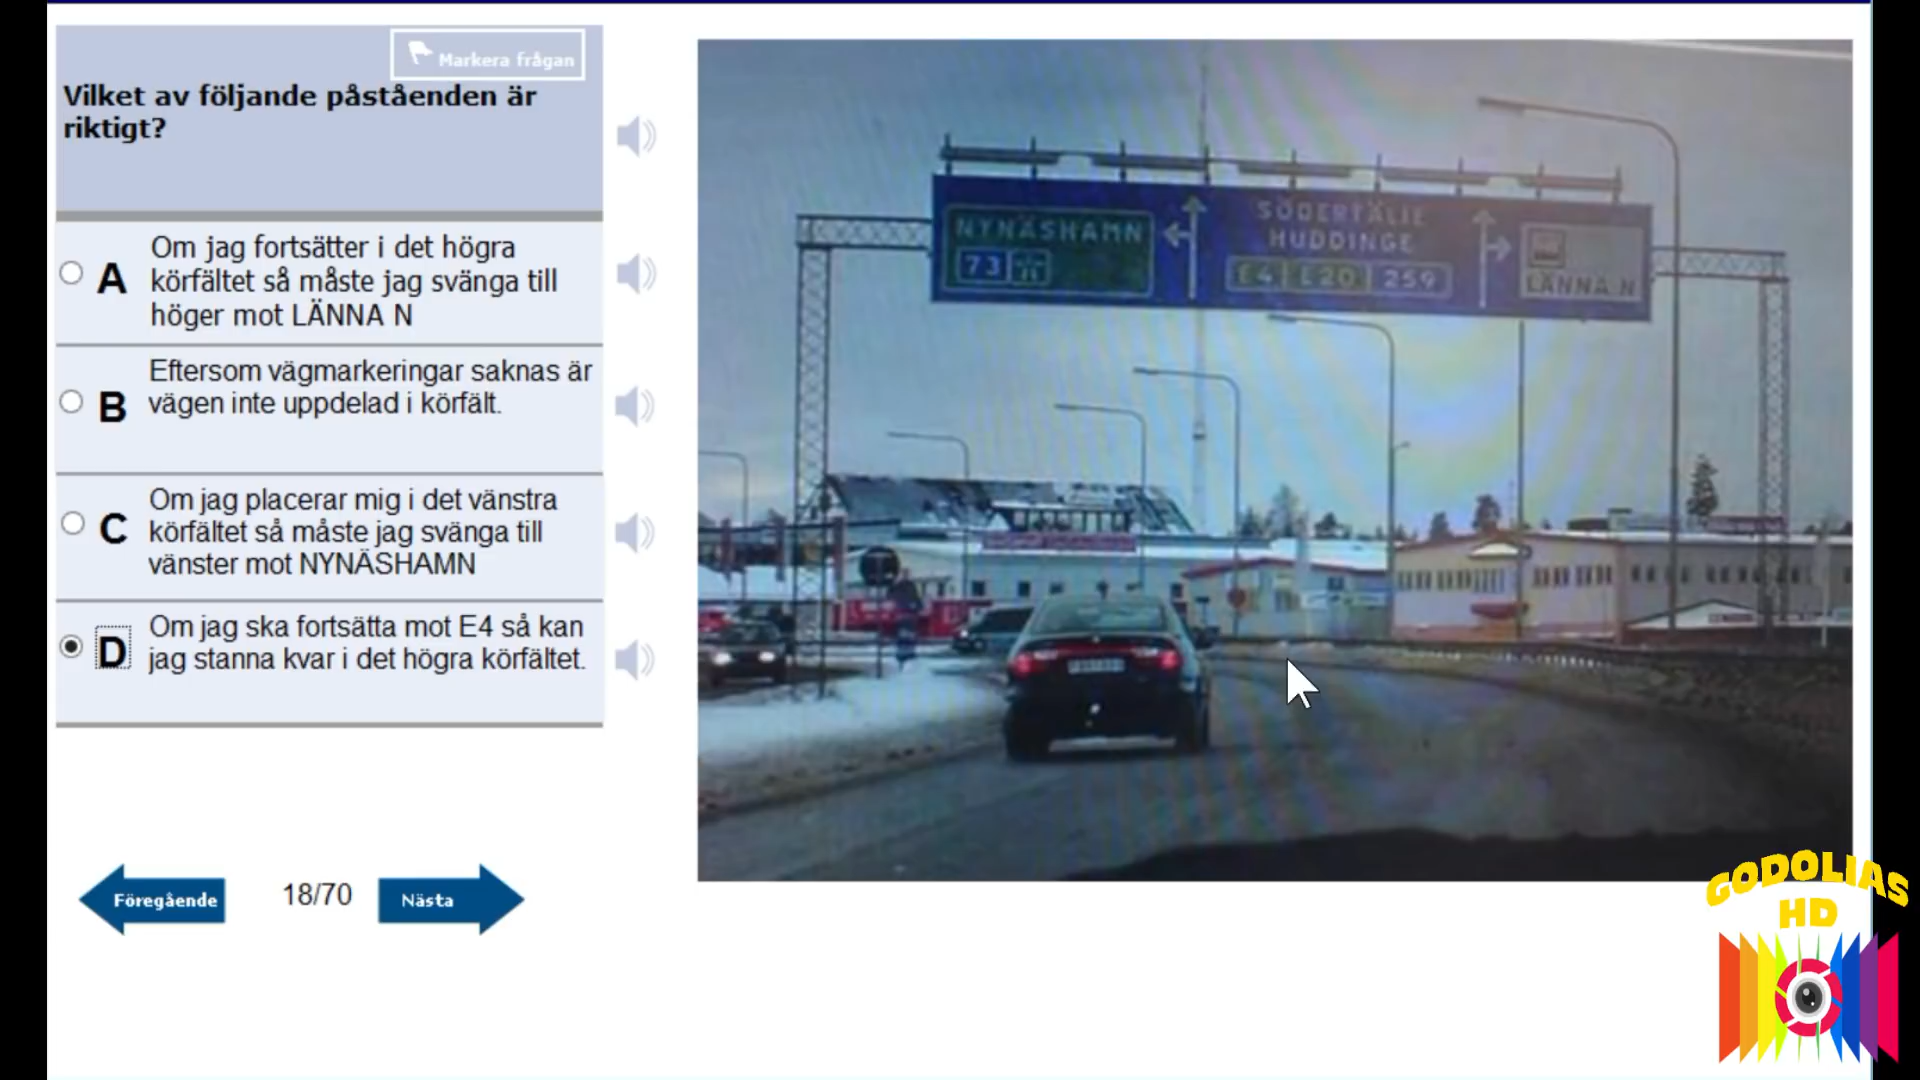 Markera frågan
Vilket av följande påståenden är
riktigt?
A
Om jag fortsätter i det högra
körfältet så måste jag svänga till
höger mot LÄNNA N
B
Eftersom vägmarkeringar saknas är
vägen inte uppdelad i körfält.
C
Om jag placerar mig i det vänstra
körfältet så måste jag svänga till
vänster mot NYNÄSHAMN
D
Om jag ska fortsätta mot E4 så kan
jag stanna kvar i det högra körfältet.
Föregående
18/70
Nästa
NYNÄSHAMN
73
SÖDERTÄLJE
HUDDINGE
E4 E20 259
LÄNNA N
GODOLIAS
HD